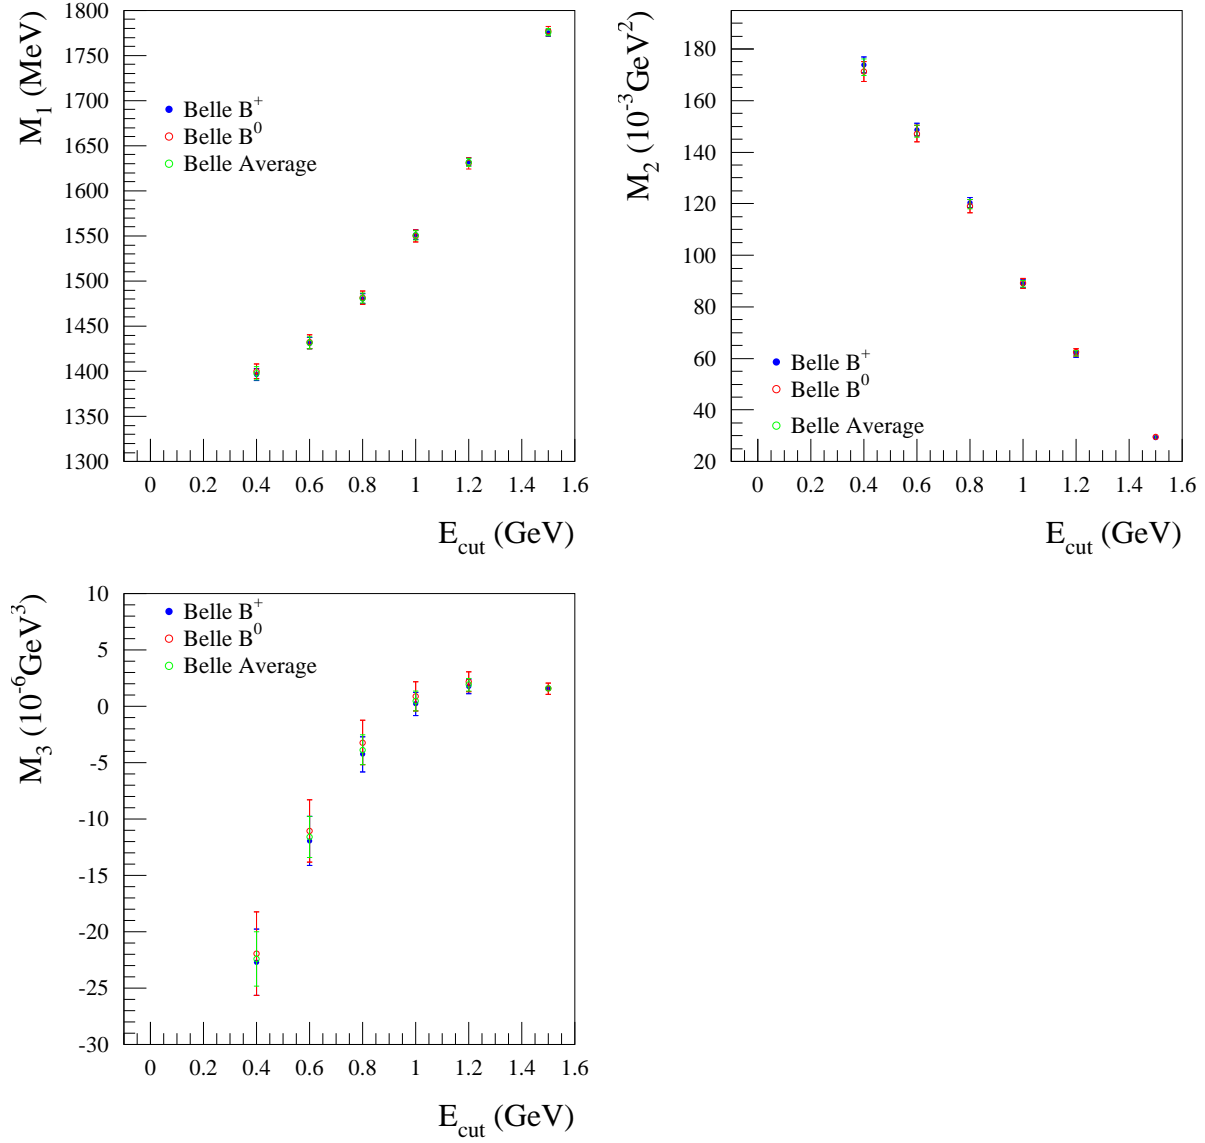 M1 (MeV)
1800
1750
1700
1650
1600
1550
1500
1450
1400
1350
1300
Belle B+
Belle B0
Belle Average
0 0.2 0.4 0.6 0.8 1 1.2 1.4 1.6
Ecut (GeV)
M2 (10-3GeV2)
180
160
140
120
100
80
60
40
20
Belle B+
Belle B0
Belle Average
0 0.2 0.4 0.6 0.8 1 1.2 1.4 1.6
Ecut (GeV)
M3 (10-6GeV3)
10
5
0
-5
-10
-15
-20
-25
-30
Belle B+
Belle B0
Belle Average
0 0.2 0.4 0.6 0.8 1 1.2 1.4 1.6
Ecut (GeV)